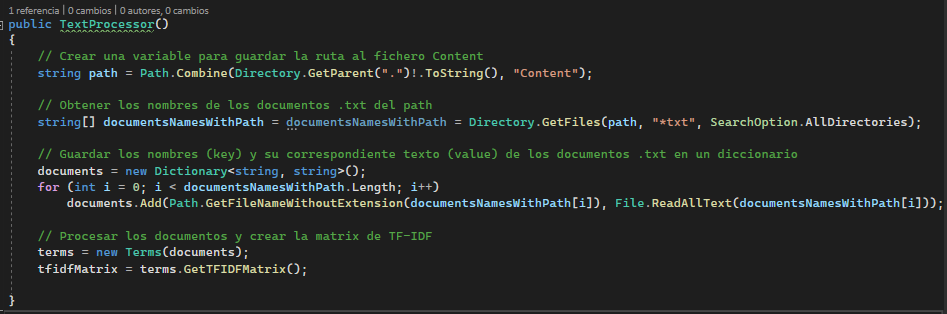 1 referencia | 0 cambios | 0 autores, 0 cambios
public TextProcessor()
{
// Crear una variable para guardar la ruta al fichero Content
string path = Path.Combine(Directory.GetParent(".")!.ToString(), "Content");
// Obtener los nombres de los documentos .txt del path
string[] documentsNamesWithPath = documentsNamesWithPath = Directory.GetFiles(path, "*txt", SearchOption.AllDirectories);
// Guardar los nombres (key) y su correspondiente texto (value) de los documentos .txt en un diccionario
documents = new Dictionary<string, string>();
for (int i = 0; i < documentsNamesWithPath.Length; i++)
documents.Add(Path.GetFileNameWithoutExtension(documentsNamesWithPath[i]), File.ReadAllText(documentsNamesWithPath[i]));
// Procesar los documentos y crear la matrix de TF-IDF
terms = new Terms(documents);
tfidfMatrix = terms.GetTFIDFMatrix();
}